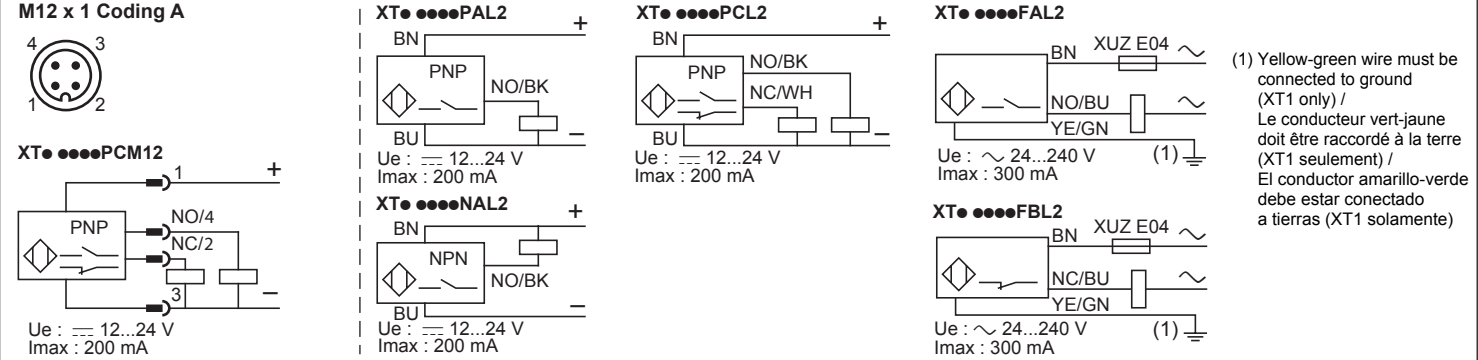 M12 x 1 Coding A
4
3
1
2
XT● ●●●●PCM12
1
+
PNP
NO/4
NC/2
3
–
Ue : ⎓ 12...24 V
Imax : 200 mA
XT● ●●●●PAL2
+
BN
PNP
NO/BK
BU
–
Ue : ⎓ 12...24 V
Imax : 200 mA
XT● ●●●●NAL2
+
BN
NPN
NO/BK
BU
–
Ue : ⎓ 12...24 V
Imax : 200 mA
XT● ●●●●PCL2
+
BN
PNP
NO/BK
NC/WH
BU
–
Ue : ⎓ 12...24 V
Imax : 200 mA
XT● ●●●●FAL2
BN
XUZ E04 ∼
NO/BU ∼
YE/GN
Ue : ∼ 24...240 V (1)
Imax : 300 mA
XT● ●●●●FBL2
BN
XUZ E04 ∼
NC/BU ∼
YE/GN
Ue : ∼ 24...240 V (1)
Imax : 300 mA
(1) Yellow-green wire must be
connected to ground
(XT1 only) /
Le conducteur vert-jaune
doit être raccordé à la terre
(XT1 seulement) /
El conductor amarillo-verde
debe estar conectado
a tierras (XT1 solamente)